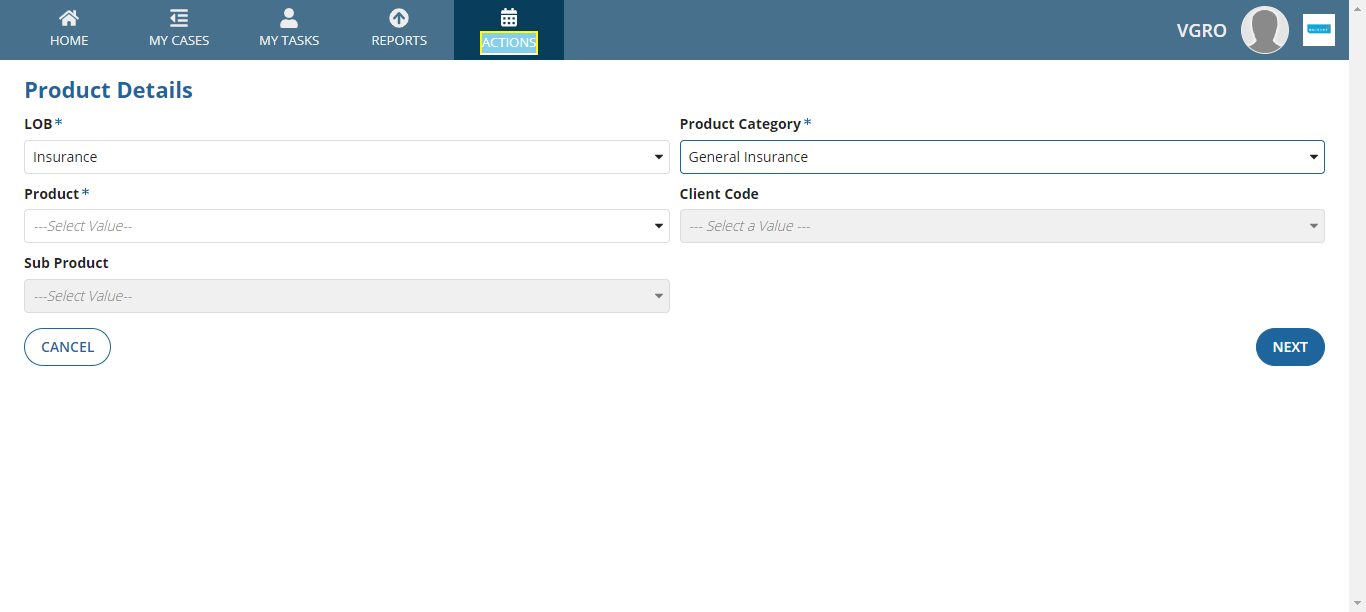 HOME
MY CASES
MY TASKS
REPORTS
ACTIONS
VGRO
Product Details
LOB*
Product Category*
Insurance
General Insurance
Product*
Client Code
---Select Value--
--- Select a Value ---
Sub Product
---Select Value--
CANCEL
NEXT